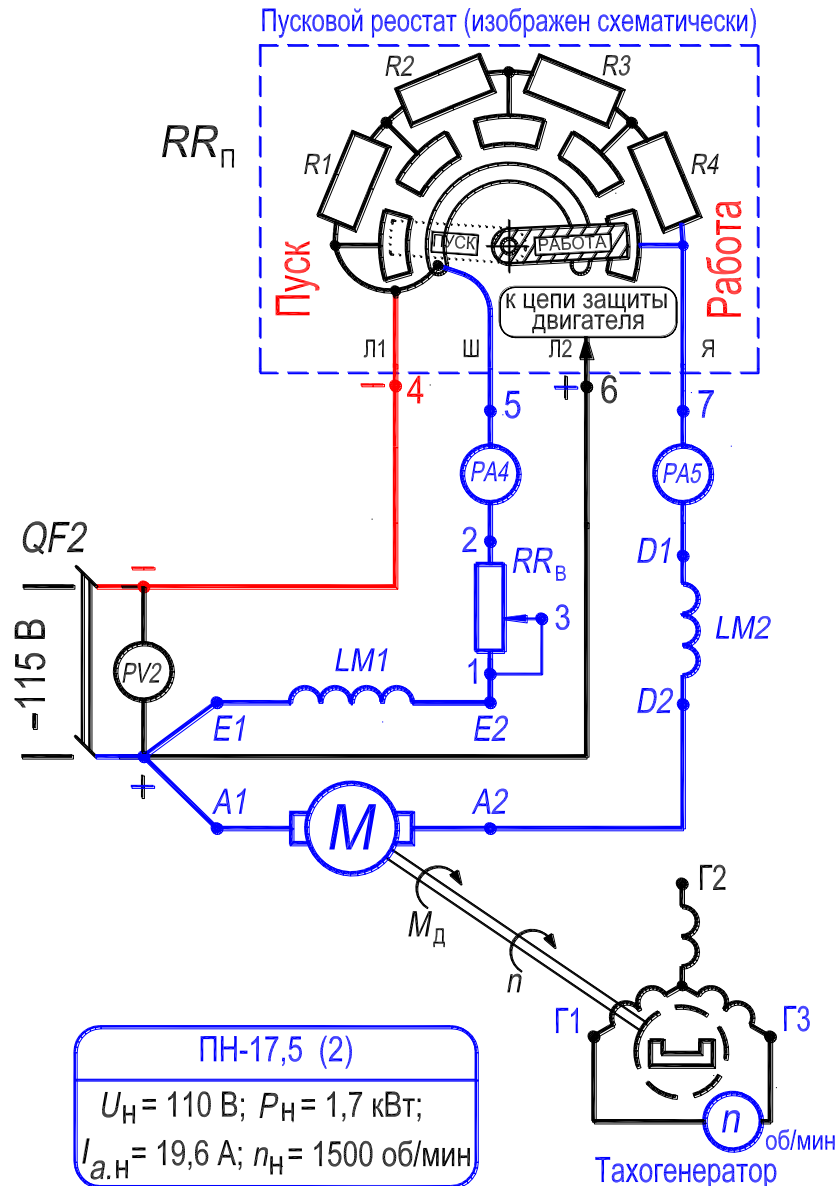 Пусковой реостат (изображен схематически)
R2
R3
RRП
R1
R4
ПУСК
РАБОТА
Пуск
Работа
к цепи защиты
двигателя
Л1
Ш
Л2
Я
− 4
5
+ 6
7
PA4
PA5
QF2
−
2
RRВ
D1
3
LM2
−115 В
PV2
LM1
1
E1
E2
D2
+
A1
A2
M
MД
n
Г2
Г1
Г3
ПН-17,5 (2)
Uн = 110 В; Pн = 1,7 кВт;
Iа.н = 19,6 А; nн = 1500 об/мин
n
об/мин
Тахогенератор